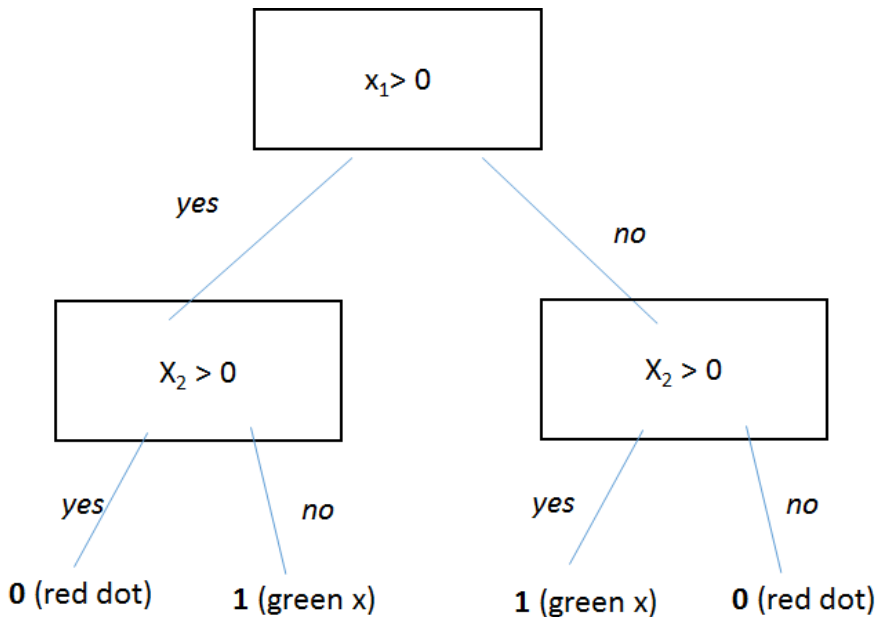 x₁> 0
yes
no
X₂ > 0
X₂ > 0
yes
no
yes
no
0 (red dot)
1 (green x)
1 (green x)
0 (red dot)